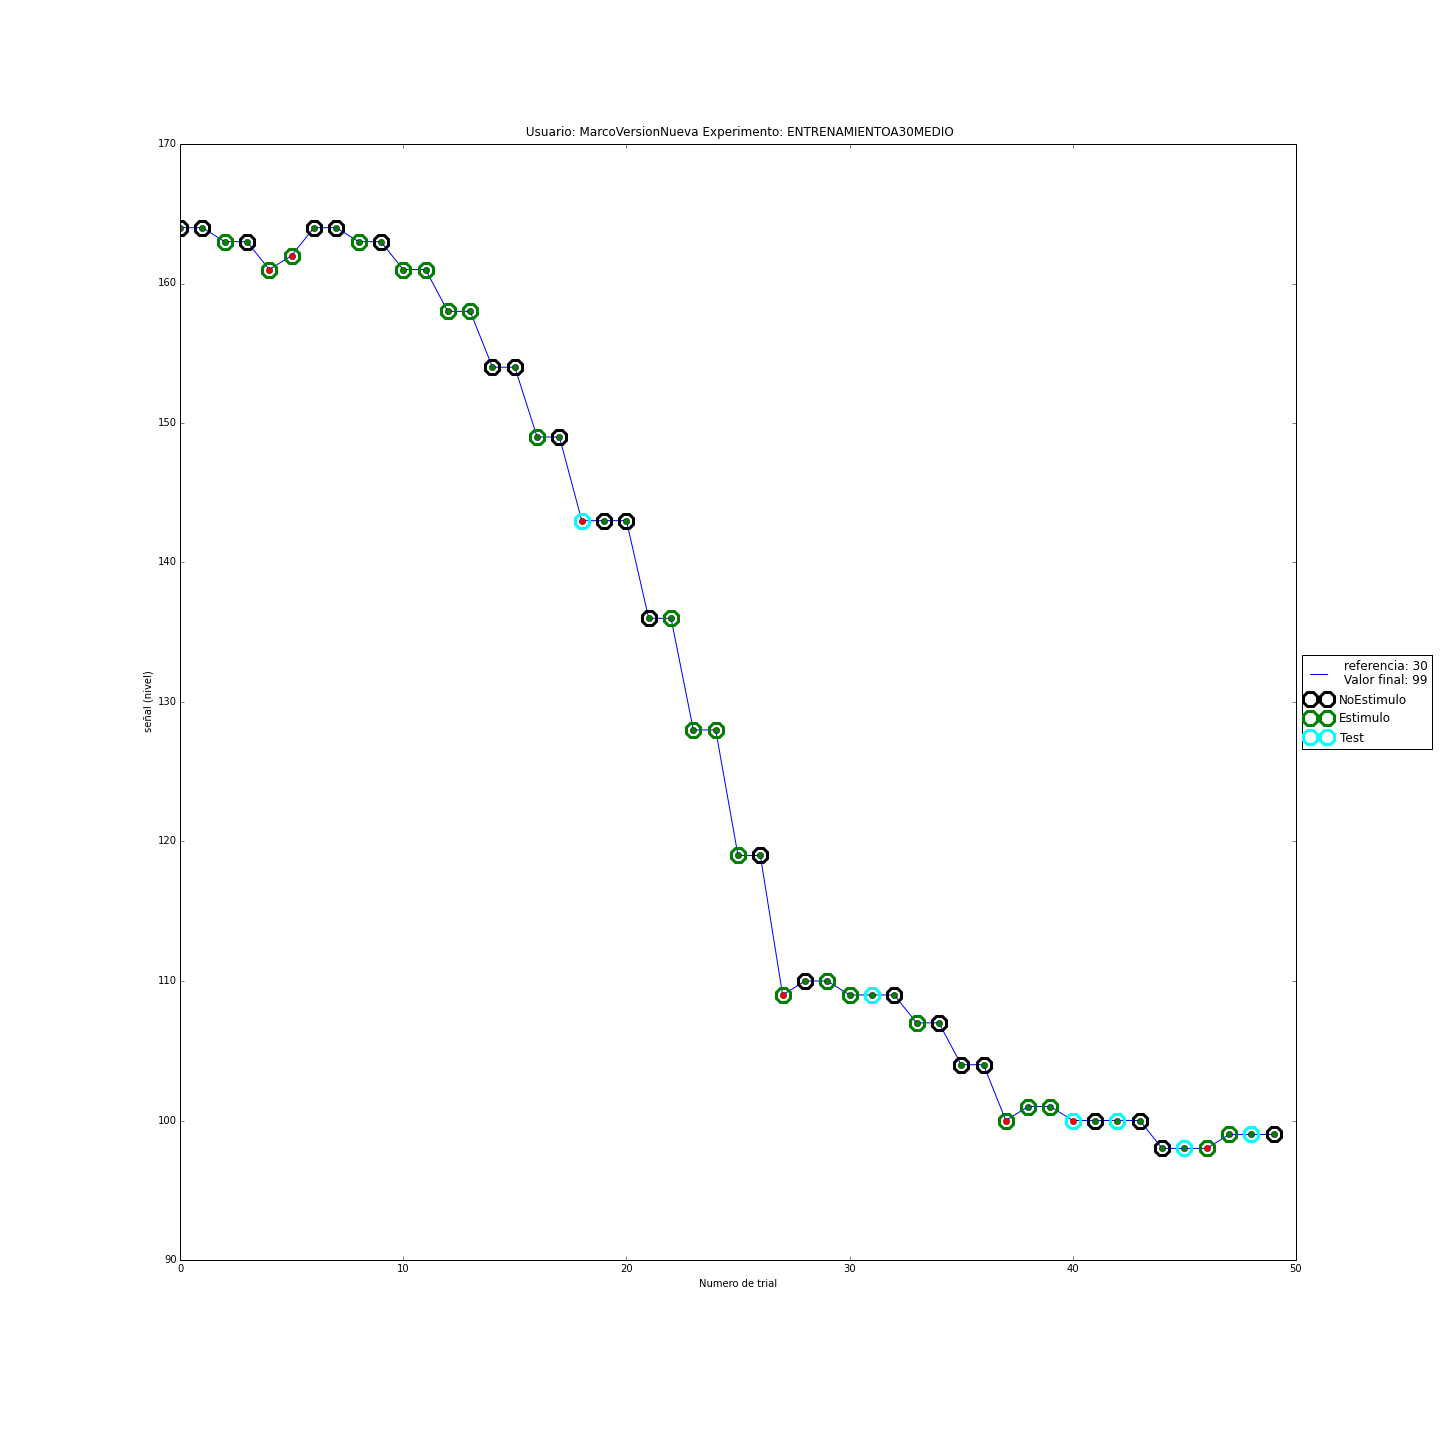 Usuario: MarcoVersionNueva Experimento: ENTRENAMIENTOA30MEDIO
170
160
150
140
130
120
110
100
90
señal (nivel)
0 10 20 30 40 50
Numero de trial
referencia: 30
Valor final: 99
NoEstimulo
Estimulo
Test